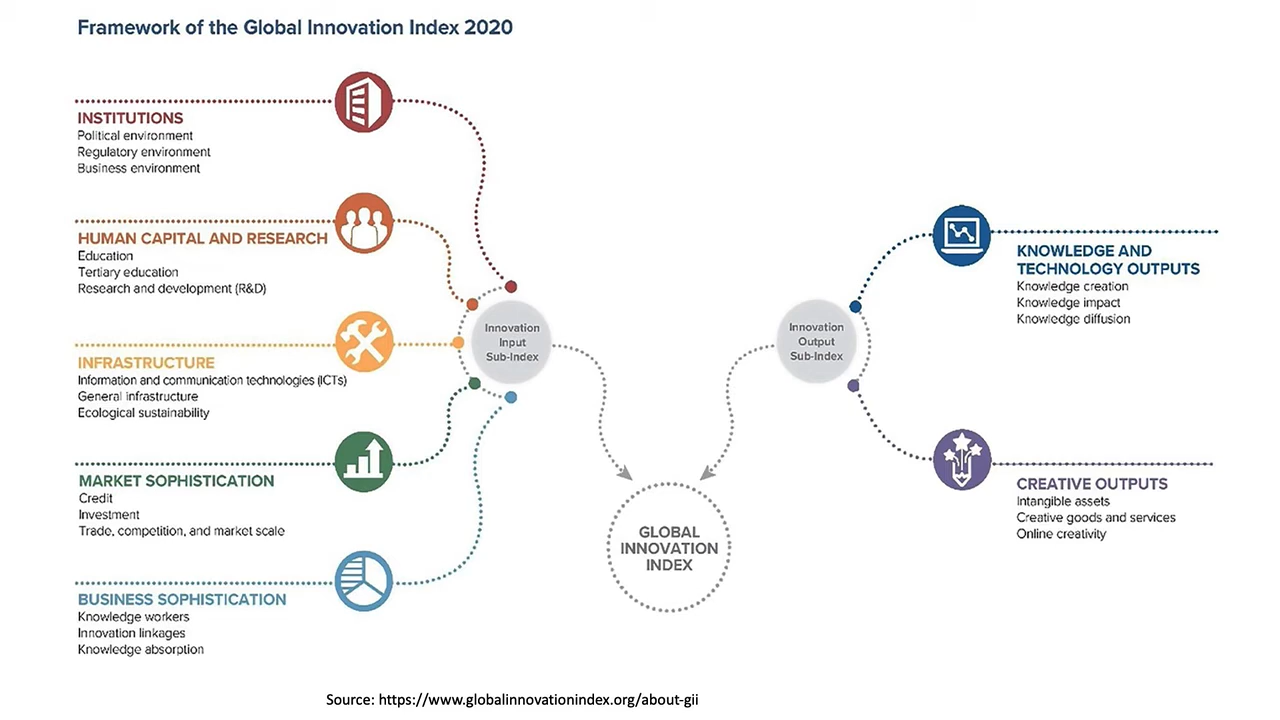 Framework of the Global Innovation Index 2020
INSTITUTIONS
Political environment
Regulatory environment
Business environment
HUMAN CAPITAL AND RESEARCH
Education
Tertiary education
Research and development (R&D)
INFRASTRUCTURE
Information and communication technologies (ICTs)
General infrastructure
Ecological sustainability
MARKET SOPHISTICATION
Credit
Investment
Trade, competition, and market scale
BUSINESS SOPHISTICATION
Knowledge workers
Innovation linkages
Knowledge absorption
Innovation
Input
Sub-Index
GLOBAL
INNOVATION
INDEX
Innovation
Output
Sub-Index
KNOWLEDGE AND
TECHNOLOGY OUTPUTS
Knowledge creation
Knowledge impact
Knowledge diffusion
CREATIVE OUTPUTS
Intangible assets
Creative goods and services
Online creativity
Source: https://www.globalinnovationindex.org/about-gii